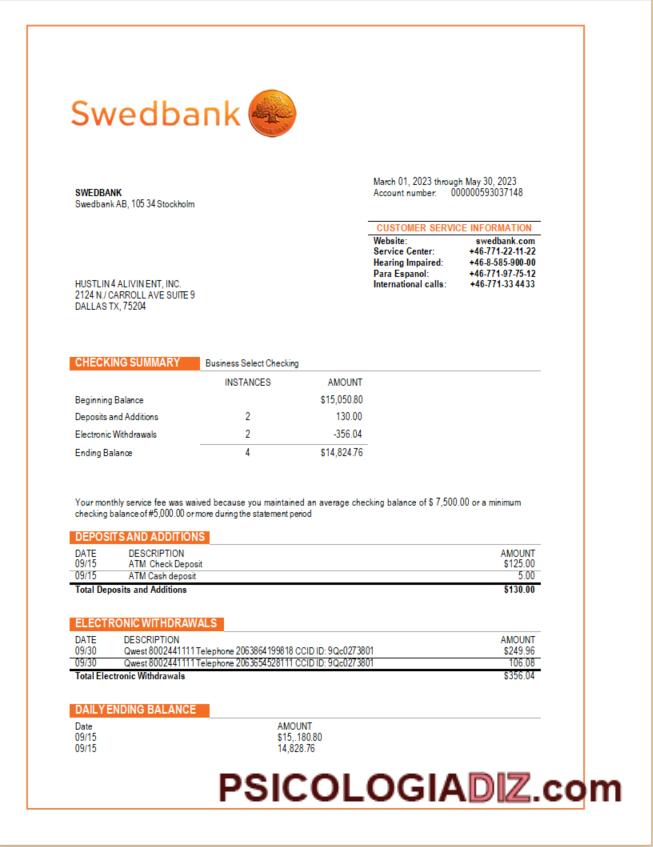 Swedbank
March 01, 2023 through May 30, 2023
Account number: 000000593037148
SWEDBANK
Swedbank AB, 105 34 Stockholm
CUSTOMER SERVICE INFORMATION
Website: swedbank.com
Service Center: +46-771-22-11-22
Hearing Impaired: +46-8-585-900-00
Para Espanol: +46-771-97-75-12
International calls: +46-771-33 44 33
HUSTLIN 4 ALIVIN ENT, INC.
2124 N./ CARROLL AVE SUITE 9
DALLAS TX, 75204
CHECKING SUMMARY Business Select Checking
INSTANCES AMOUNT
Beginning Balance $15,050.80
Deposits and Additions 2 130.00
Electronic Withdrawals 2 -356.04
Ending Balance 4 $14,824.76
Your monthly service fee was waived because you maintained an average checking balance of $ 7,500.00 or a minimum
checking balance of #5,000.00 or more during the statement period
DEPOSITS AND ADDITIONS
DATE DESCRIPTION AMOUNT
09/15 ATM Check Deposit $125.00
09/15 ATM Cash deposit 5.00
Total Deposits and Additions $130.00
ELECTRONIC WITHDRAWALS
DATE DESCRIPTION AMOUNT
09/30 Qwest 8002441111 Telephone 2063864199818 CCID ID: 9Qc0273801 $249.96
09/30 Qwest 8002441111 Telephone 2063654528111 CCID ID: 9Qc0273801 106.08
Total Electronic Withdrawals $356.04
DAILY ENDING BALANCE
Date AMOUNT
09/15 $15,.180.80
09/15 14,828.76
PSICOLOGIADIZ.com